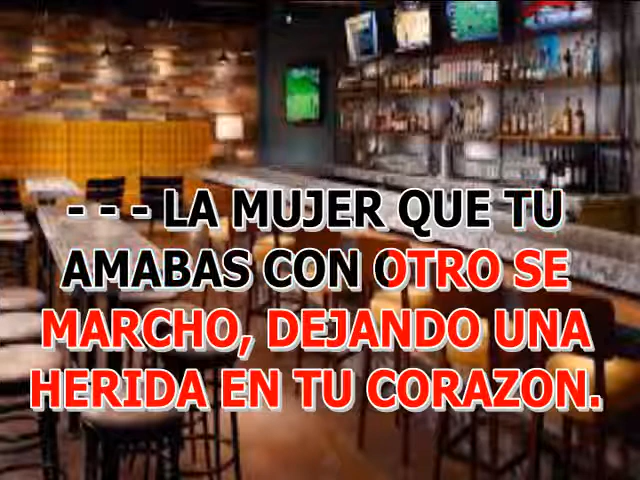 - - - LA MUJER QUE TU
AMABAS CON OTRO SE
MARCHO, DEJANDO UNA
HERIDA EN TU CORAZON.